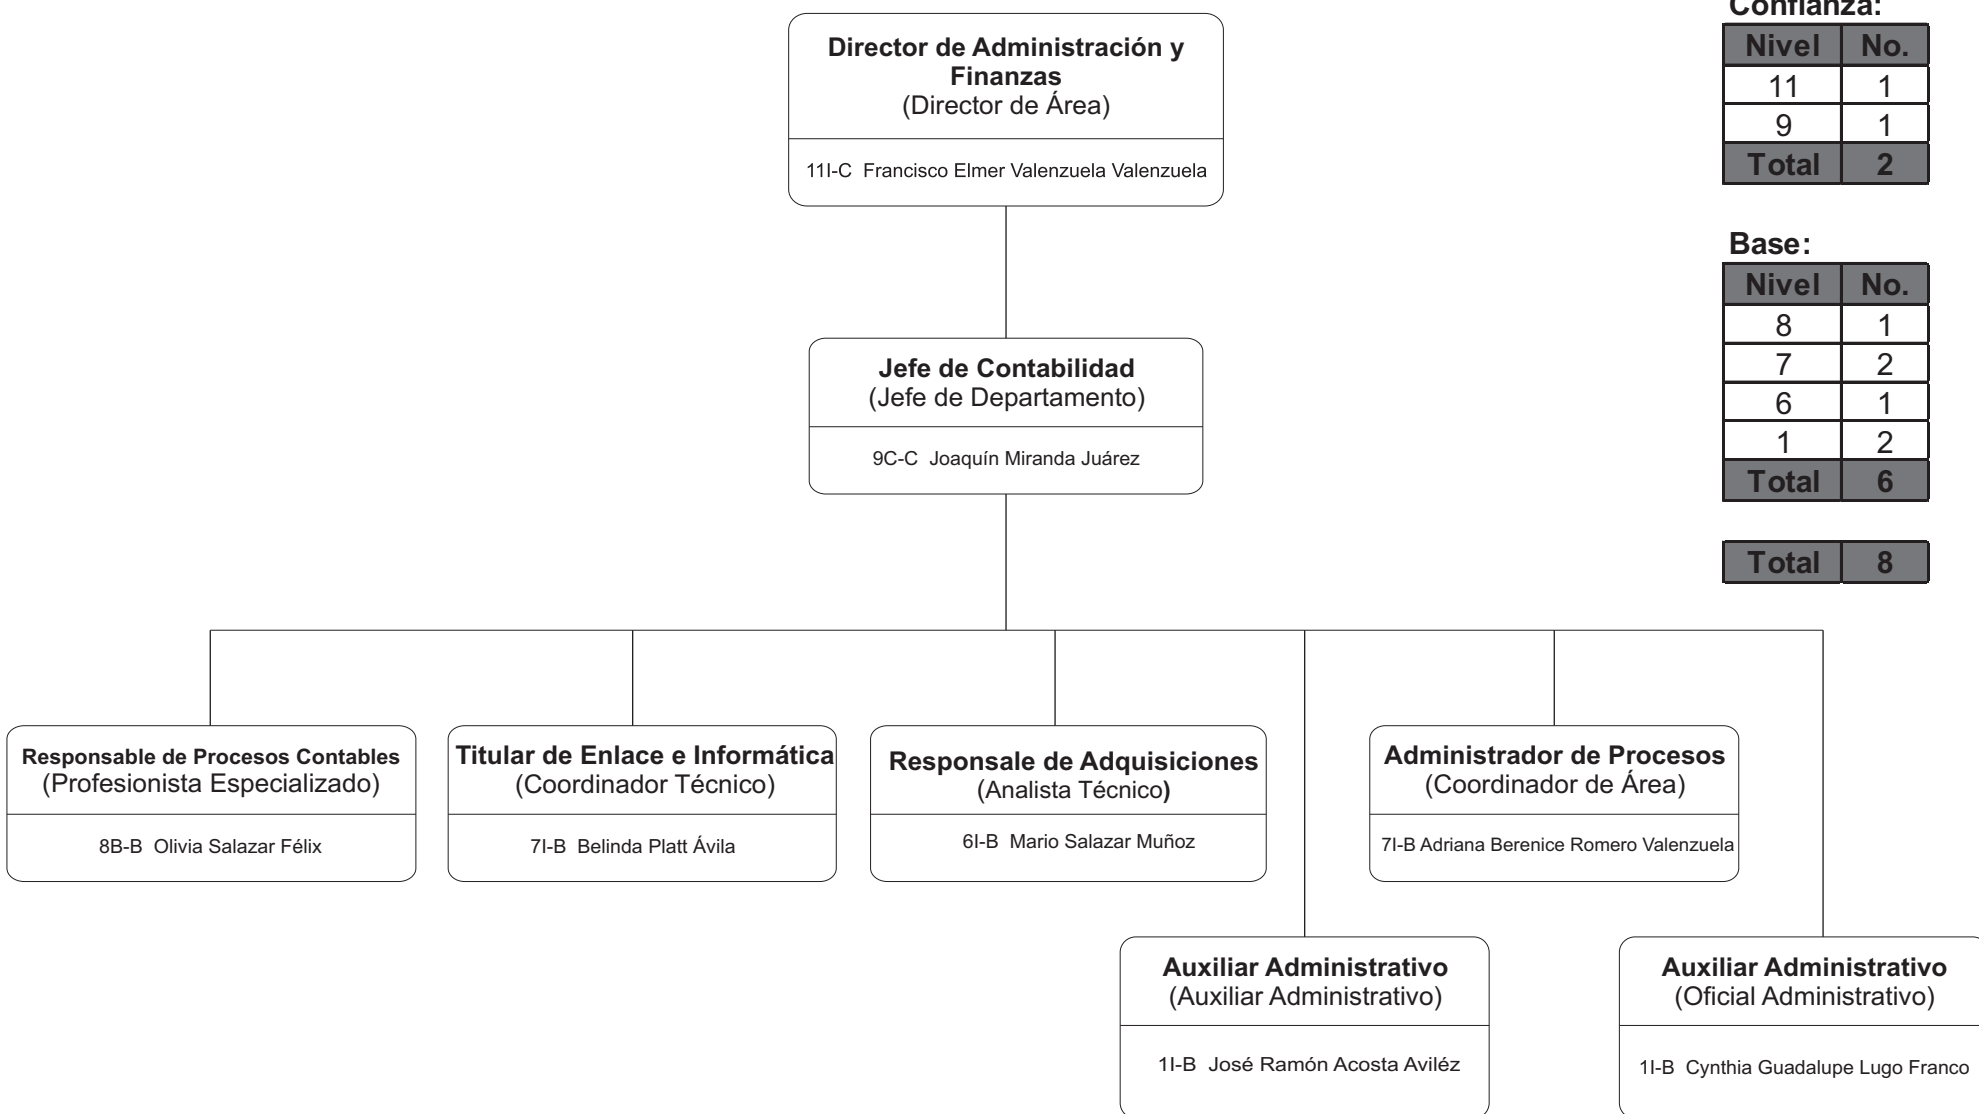 Director de Administración y
Finanzas
(Director de Área)
11I-C Francisco Elmer Valenzuela Valenzuela
Jefe de Contabilidad
(Jefe de Departamento)
9C-C Joaquín Miranda Juárez
Responsable de Procesos Contables
(Profesionista Especializado)
8B-B Olivia Salazar Félix
Titular de Enlace e Informática
(Coordinador Técnico)
7I-B Belinda Platt Ávila
Responsale de Adquisiciones
(Analista Técnico)
6I-B Mario Salazar Muñoz
Administrador de Procesos
(Coordinador de Área)
7I-B Adriana Berenice Romero Valenzuela
Auxiliar Administrativo
(Auxiliar Administrativo)
1I-B José Ramón Acosta Aviléz
Auxiliar Administrativo
(Oficial Administrativo)
1I-B Cynthia Guadalupe Lugo Franco
Confianza:
Nivel No.
11 1
9 1
Total 2
Base:
Nivel No.
8 1
7 2
6 1
1 2
Total 6
Total 8